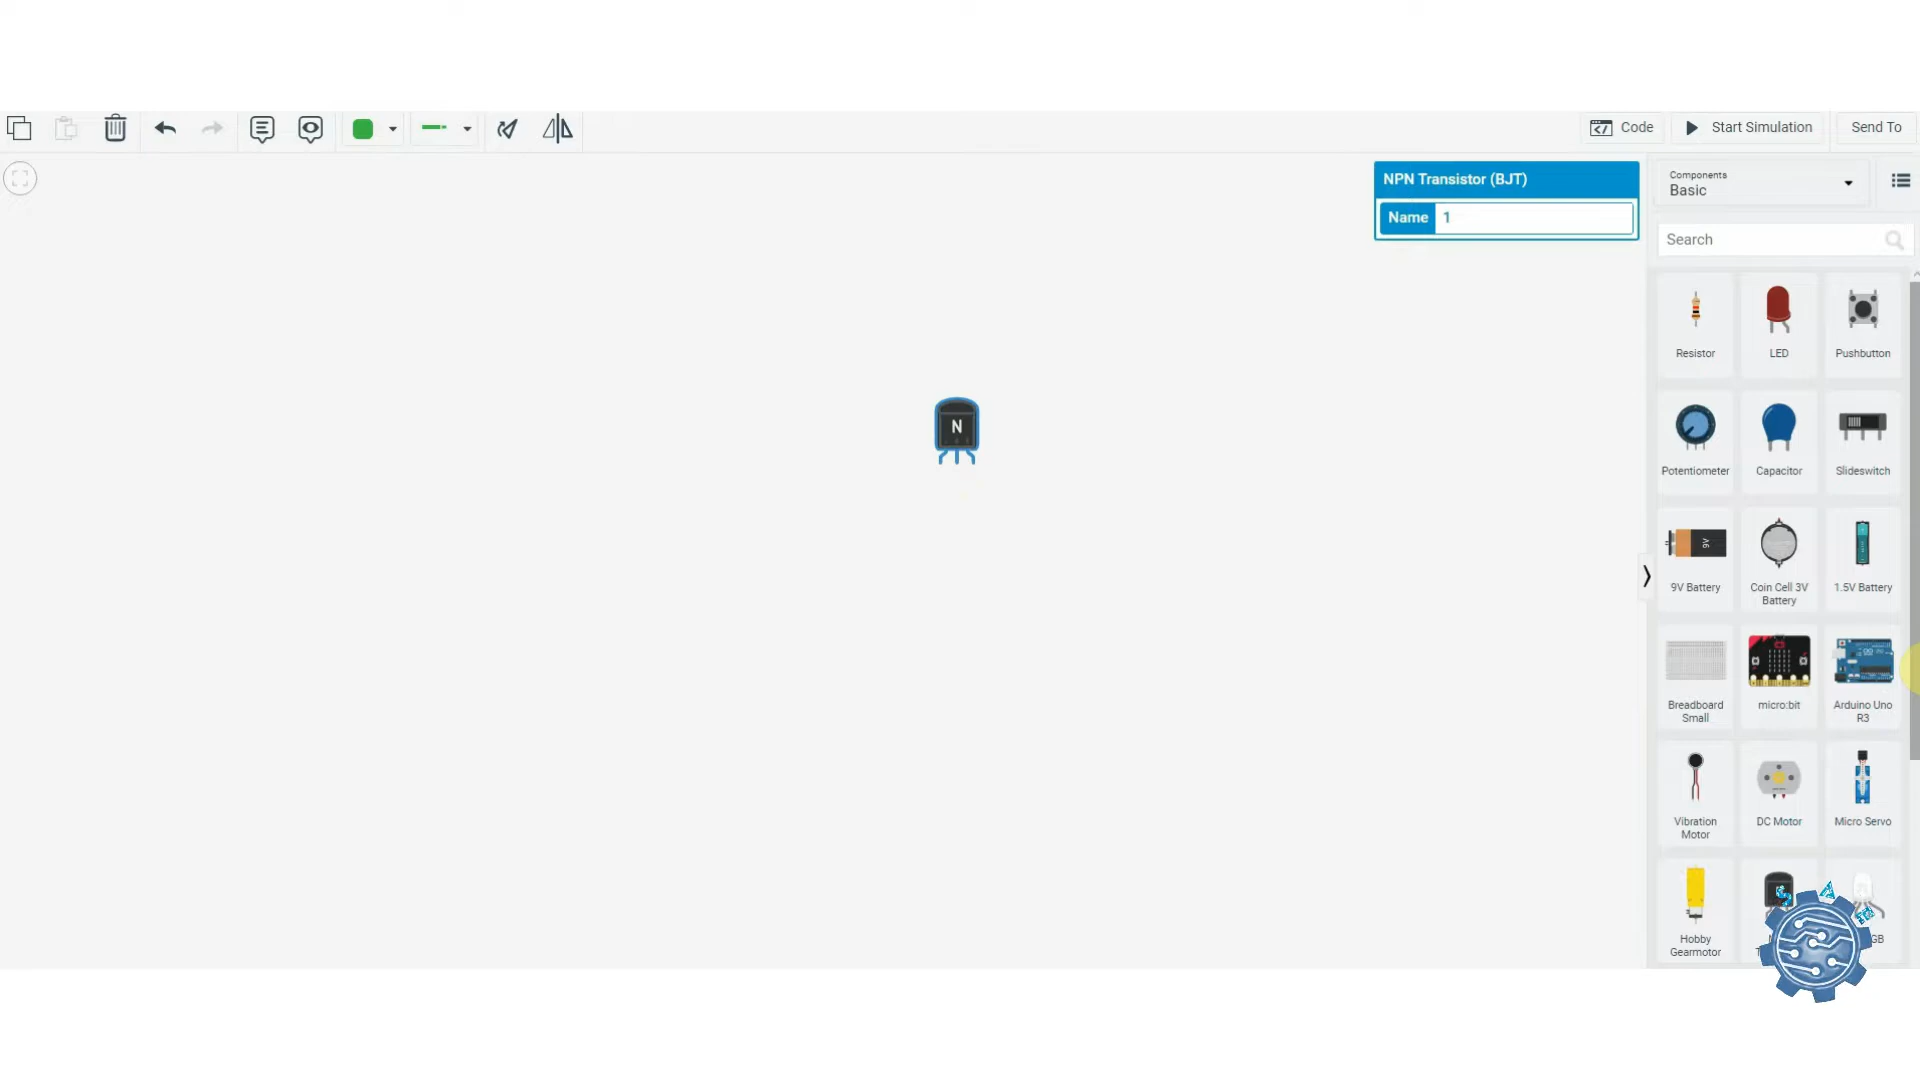 Code
Start Simulation
Send To
NPN Transistor (BJT)
Name 1
Components
Basic
Search
Resistor
LED
Pushbutton
Potentiometer
Capacitor
Slideswitch
9V
9V Battery
Coin Cell 3V
Battery
1.5V Battery
Breadboard
Small
micro:bit
Arduino Uno
R3
Vibration
Motor
DC Motor
Micro Servo
Hobby
Gearmotor
N